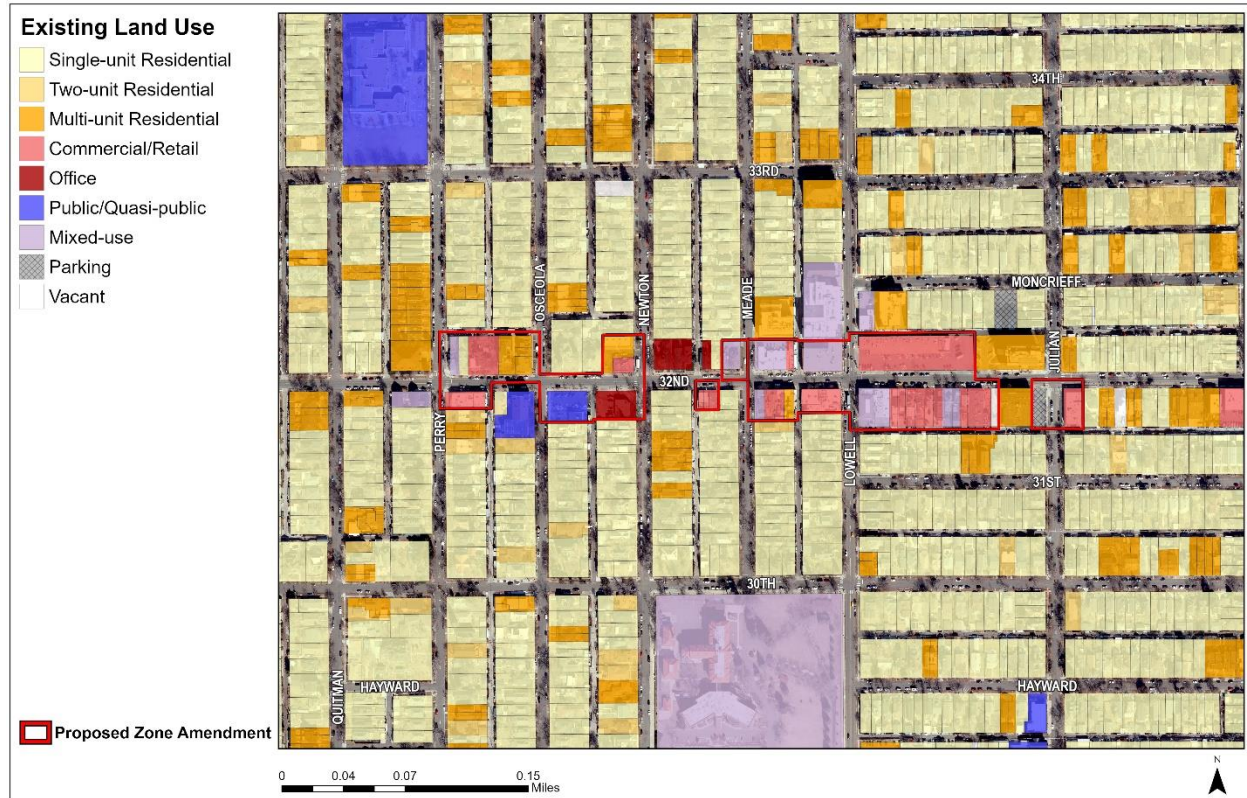 Existing Land Use
Single-unit Residential
Two-unit Residential
Multi-unit Residential
Commercial/Retail
Office
Public/Quasi-public
Mixed-use
Parking
Vacant
Proposed Zone Amendment
34TH
33RD
MONCRIEFF
OSCEOLA
NEWTON
MEADE
JULIAN
32ND
PERRY
LOWELL
31ST
30TH
QUITMAN
HAYWARD
HAYWARD
0 0.04 0.07 0.15
Miles
N